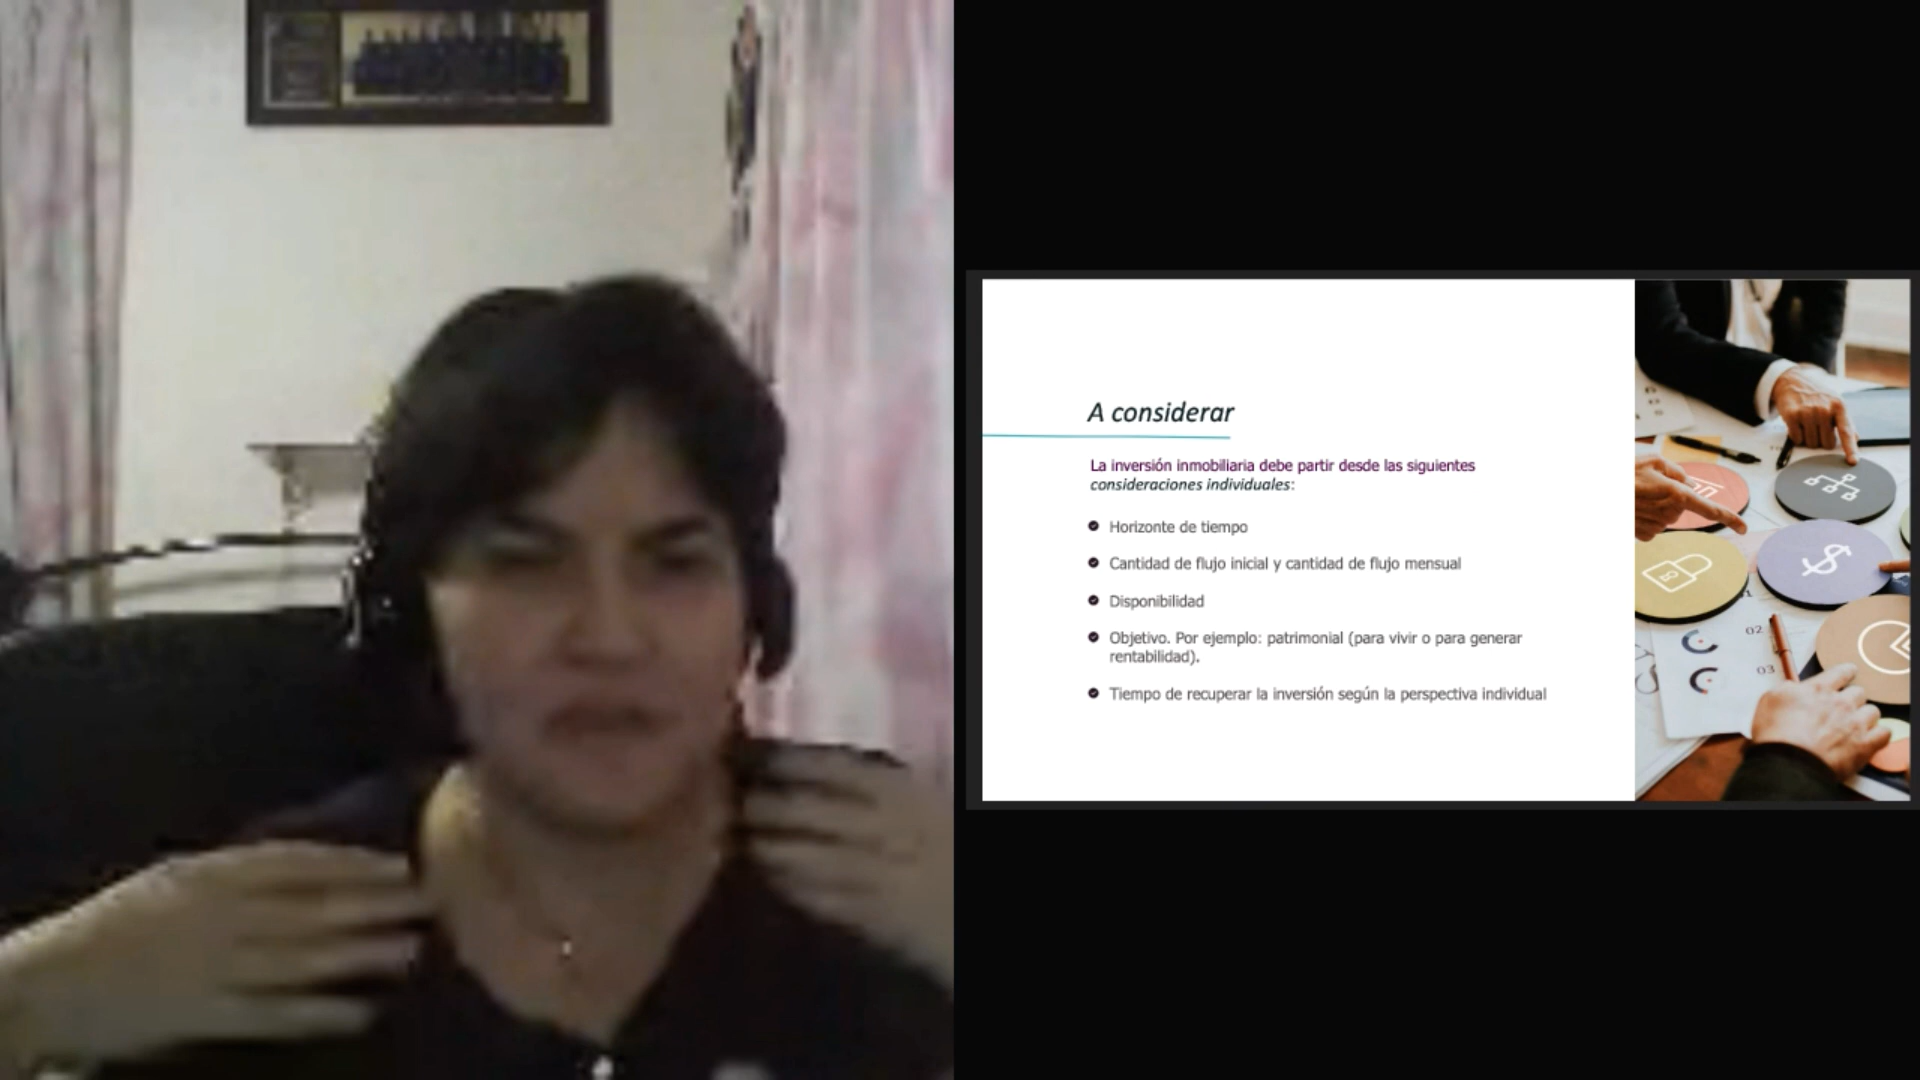 A considerar
La inversión inmobiliaria debe partir desde las siguientes
consideraciones individuales:
Horizonte de tiempo
Cantidad de flujo inicial y cantidad de flujo mensual
Disponibilidad
Objetivo. Por ejemplo: patrimonial (para vivir o para generar
rentabilidad).
Tiempo de recuperar la inversión según la perspectiva individual
02
03